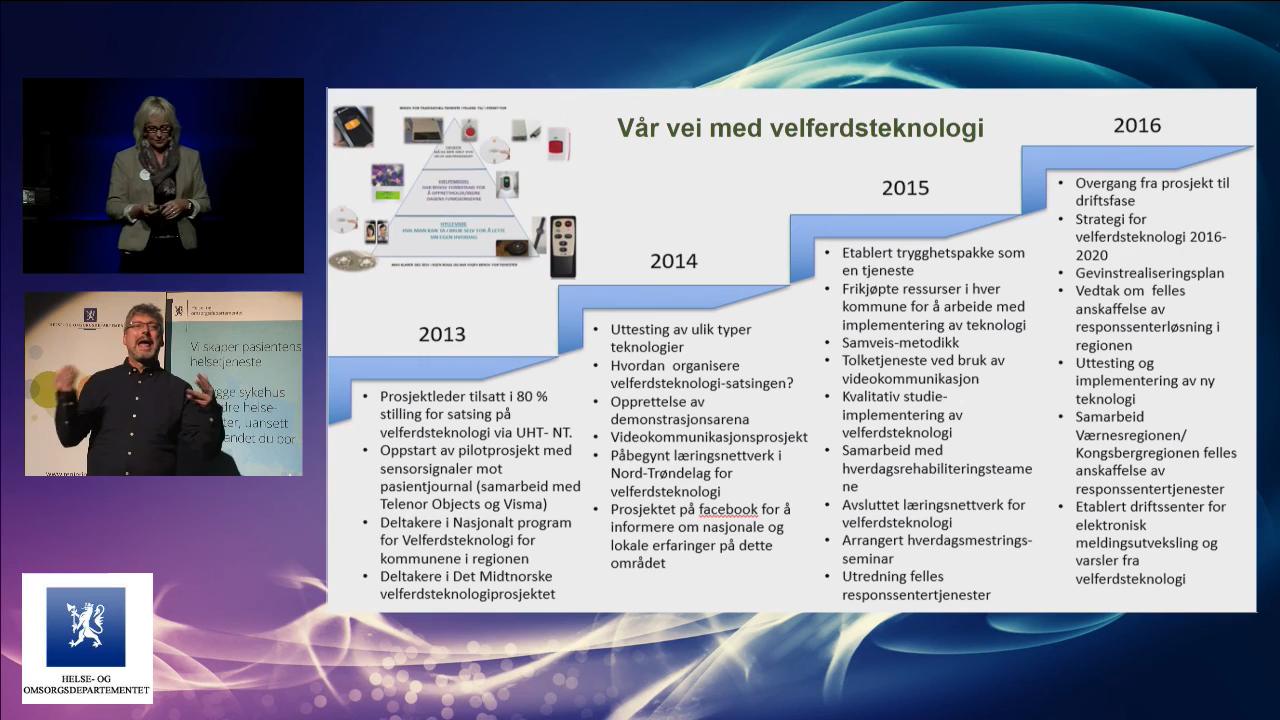 Vår vei med velferdsteknologi
HJELPEMIDDEL
HYLLEVARE
2013
• Prosjektleder tilsatt i 80 %
stilling for satsing på
velferdsteknologi via UHT- NT.
• Oppstart av pilotprosjekt med
sensorsignaler mot
pasientjournal (samarbeid med
Telenor Objects og Visma)
• Deltakere i Nasjonalt program
for Velferdsteknologi for
kommunene i regionen
• Deltakere i Det Midtnorske
velferdsteknologiprosjektet
2014
• Uttesting av ulik typer
teknologier
• Hvordan organisere
velferdsteknologi-satsingen?
• Opprettelse av
demonstrasjonsarena
• Videokommunikasjonsprosjekt
• Påbegynt læringsnettverk i
Nord-Trøndelag for
velferdsteknologi
• Prosjektet på facebook for å
informere om nasjonale og
lokale erfaringer på dette
området
2015
• Etablert trygghetspakke som
en tjeneste
• Frikjøpte ressurser i hver
kommune for å arbeide med
implementering av teknologi
• Samveis-metodikk
• Tolketjeneste ved bruk av
videokommunikasjon
• Kvalitativ studie-
implementering av
velferdsteknologi
• Samarbeid med
hverdagsrehabiliteringsteame
ne
• Avsluttet læringsnettverk for
velferdsteknologi
• Arrangert hverdagsmestrings-
seminar
• Utredning felles
responssentertjenester
2016
• Overgang fra prosjekt til
driftsfase
• Strategi for
velferdsteknologi 2016-
2020
• Gevinstrealiseringsplan
• Vedtak om felles
anskaffelse av
responssenterløsning i
regionen
• Uttesting og
implementering av ny
teknologi
• Samarbeid
Værnesregionen/
Kongsbergregionen felles
anskaffelse av
responssentertjenester
• Etablert driftssenter for
elektronisk
meldingsutveksling og
varsler fra
velferdsteknologi
Helse- og
omsorgsdepartementet
Vi skaper pasientens
helsetjeneste
HELSE- OG
OMSORGSDEPARTEMENTET